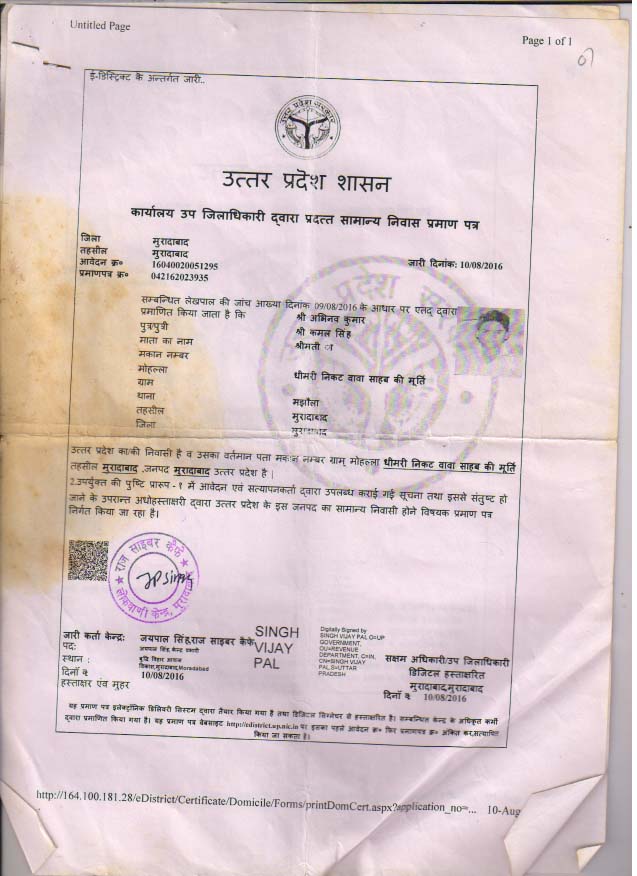 Untitled Page
Page 1 of 1
07
ई-डिस्ट्रिक्ट के अन्तर्गत जारी..
उत्तर प्रदेश सरकार
उत्तर प्रदेश शासन
कार्यालय उप जिलाधिकारी द्वारा प्रदत्त सामान्य निवास प्रमाण पत्र
जिला मुरादाबाद
तहसील मुरादाबाद
आवेदन क्र० 16040020051295 जारी दिनांक: 10/08/2016
प्रमाणपत्र क्र० 042162023935
सम्बन्धित लेखपाल की जांच आख्या दिनांक 09/08/2016 के आधार पर एतद् द्वारा
प्रमाणित किया जाता है कि श्री अभिनव कुमार
पुत्र/पुत्री श्री कमल सिंह
माता का नाम श्रीमती ा
मकान नम्बर
मोहल्ला धीमरी निकट वावा साहब की मूर्ति
ग्राम
थाना मझौला
तहसील मुरादाबाद
जिला मुरादाबाद
उत्तर प्रदेश का/की निवासी है व उसका वर्तमान पता मकान नम्बर ग्राम् मोहल्ला धीमरी निकट वावा साहब की मूर्ति
तहसील मुरादाबाद ,जनपद मुरादाबाद उत्तर प्रदेश है |
2.उपर्युक्त की पुष्टि प्रारूप - १ में आवेदन एवं सत्यापनकर्ता द्वारा उपलब्ध कराई गई सूचना तथा इससे संतुष्ट हो
जाने के उपरान्त अधोहस्ताक्षरी द्वारा उत्तर प्रदेश के इस जनपद का सामान्य निवासी होने विषयक प्रमाण पत्र
निर्गत किया जा रहा है।
राज साइबर कैफे
लोकवाणी केन्द्र, मुरादाबाद
जारी कर्ता केन्द्र: जयपाल सिंह,राज साइबर कैफे
पद: जयपाल सिंह, केन्द्र प्रभारी
स्थान : बुद्धि विहार आवास
विकास,मुरादाबाद,Moradabad
दिनाँक 10/08/2016
हस्ताक्षर एंव मुहर
SINGH
VIJAY
PAL
Digitally Signed by
SINGH VIJAY PAL O=UP
GOVERNMENT,
OU=REVENUE
DEPARTMENT, C=IN,
CN=SINGH VIJAY
PAL,S=UTTAR
PRADESH
सक्षम अधिकारी/उप जिलाधिकारी
डिजिटल हस्ताक्षरित
मुरादाबाद,मुरादाबाद
दिनाँक 10/08/2016
यह प्रमाण पत्र इलेक्ट्रॉनिक डिलिवरी सिस्टम द्वारा तैयार किया गया है तथा डिजिटल सिग्नेचर से हस्ताक्षरित है। सम्बन्धित केन्द्र के अधिकृत कर्मी
द्वारा प्रमाणित किया गया है। यह प्रमाण पत्र वेबसाइट http://edistrict.up.nic.in पर इसका पहले आवेदन क्र० फिर प्रमाणपत्र क्र० अंकित कर,सत्यापित
किया जा सकता है।
http://164.100.181.28/eDistrict/Certificate/Domicile/Forms/printDomCert.aspx?application_no=... 10-Aug